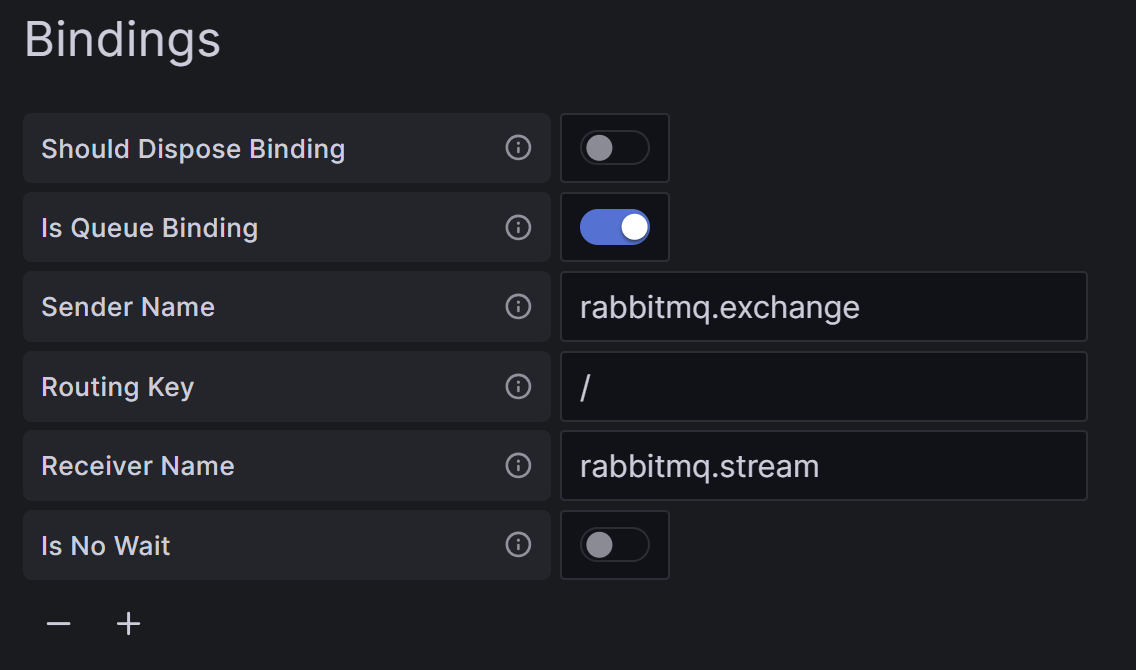 Bindings
Should Dispose Binding
Is Queue Binding
Sender Name rabbitmq.exchange
Routing Key /
Receiver Name rabbitmq.stream
Is No Wait